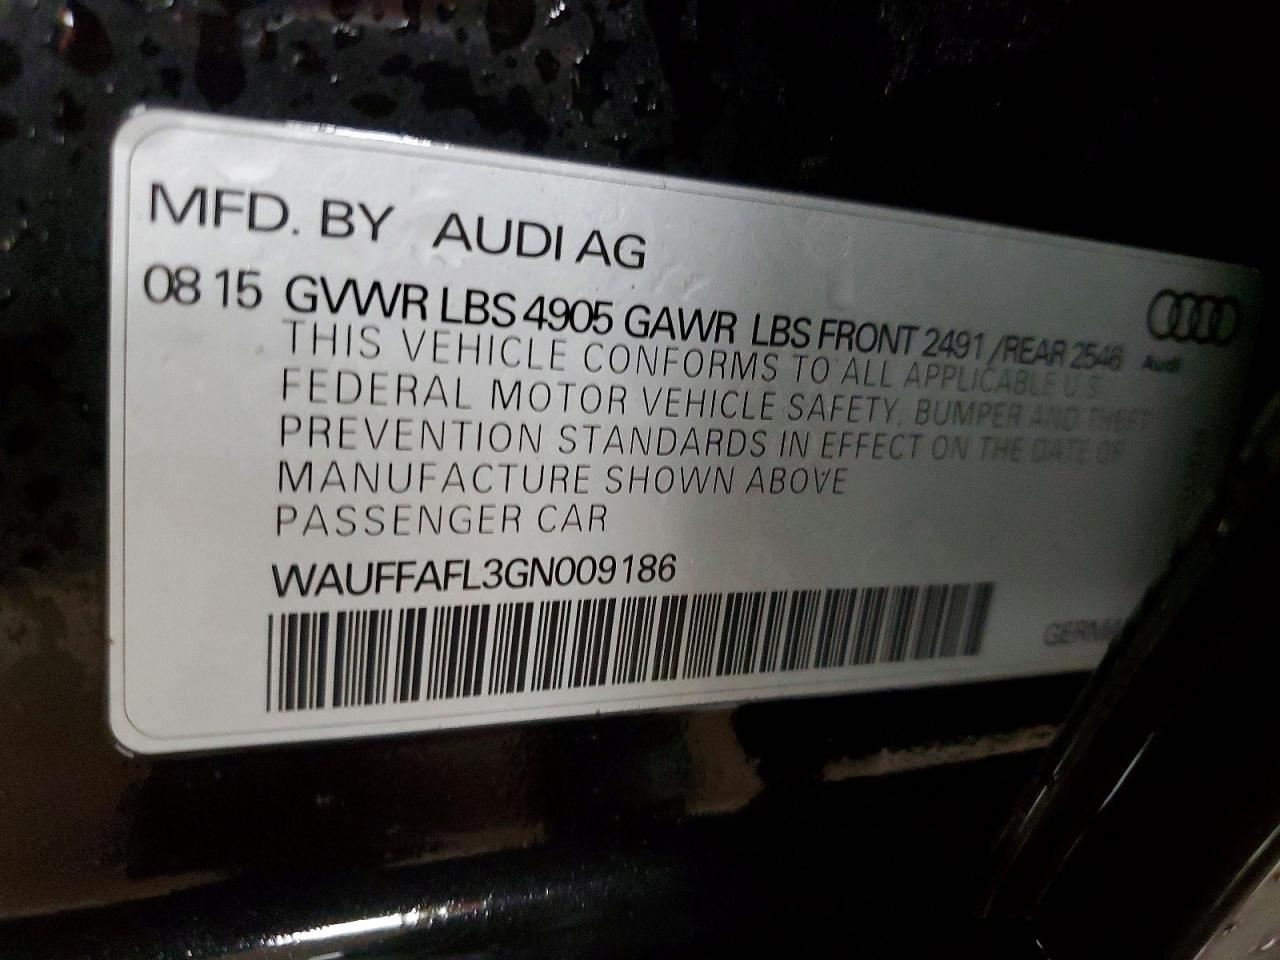 MFD. BY AUDI AG
08 15 GVWR LBS 4905 GAWR LBS FRONT 2491 /REAR 2546
Audi
THIS VEHICLE CONFORMS TO ALL APPLICABLE U.S.
FEDERAL MOTOR VEHICLE SAFETY, BUMPER AND THEFT
PREVENTION STANDARDS IN EFFECT ON THE DATE OF
MANUFACTURE SHOWN ABOVE
PASSENGER CAR
WAUFFAFL3GN009186